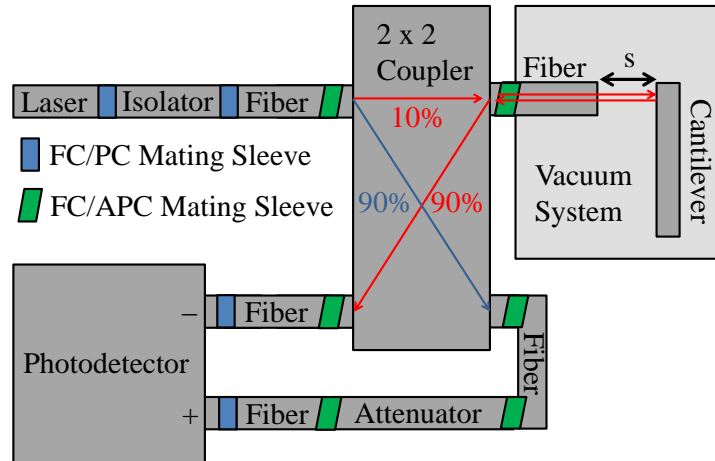 2 x 2
Coupler
Fiber
s
Laser
Isolator
Fiber
10%
Cantilever
FC/PC Mating Sleeve
FC/APC Mating Sleeve
90%
90%
Vacuum
System
−
Fiber
Fiber
Photodetector
+
Fiber
Attenuator